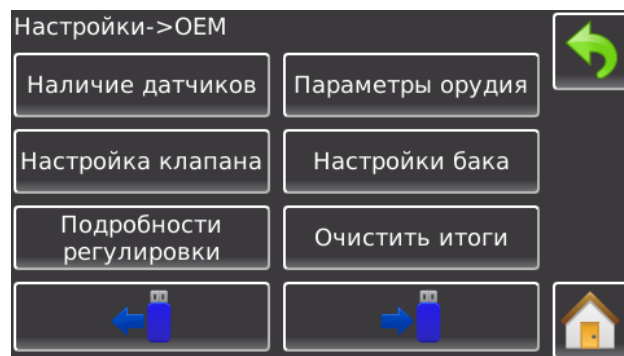 Настройки->OEM
Наличие датчиков
Параметры орудия
Настройка клапана
Настройки бака
Подробности
регулировки
Очистить итоги